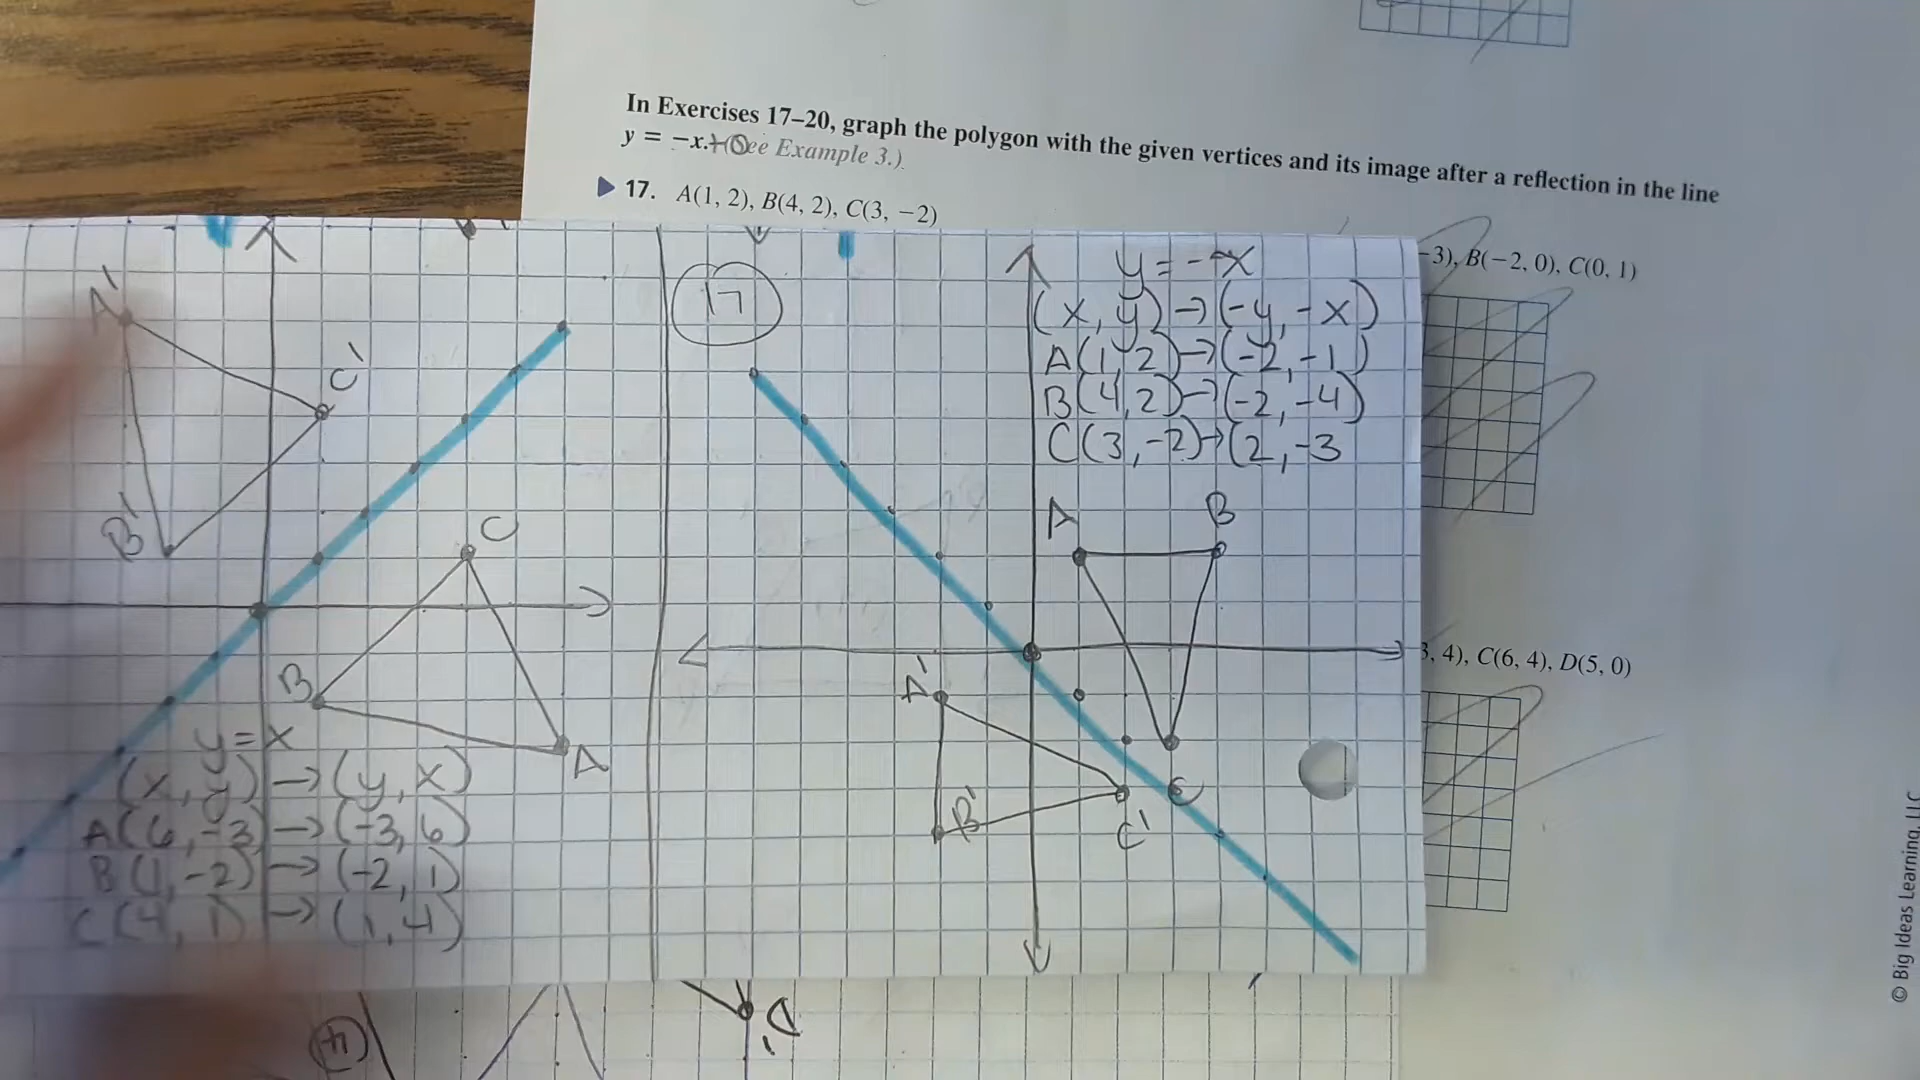 In Exercises 17–20, graph the polygon with the given vertices and its image after a reflection in the line
y = −x. (See Example 3.)
17. A(1, 2), B(4, 2), C(3, −2)
−3), B(−2, 0), C(0, 1)
3, 4), C(6, 4), D(5, 0)
A'
C'
B'
C
B
A
y=x
(x, y) → (y, x)
A(6, -3) → (-3, 6)
B(1, -2) → (-2, 1)
C(4, 1) → (1, 4)
17
y = -x
(x, y) → (-y, -x)
A(1, 2) → (-2, -1)
B(4, 2) → (-2, -4)
C(3, -2) → (2, -3
A
B
A'
B'
C
C'
D'
© Big Ideas Learning, LLC